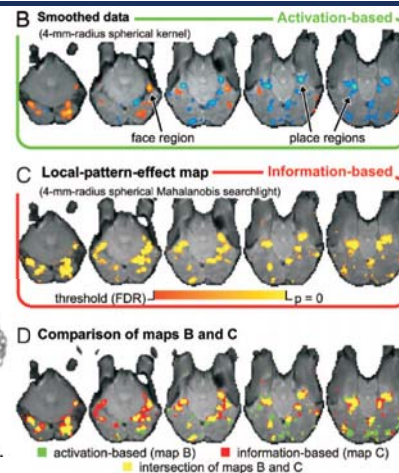 B Smoothed data Activation-based
(4-mm-radius spherical kernel)
face region place regions
C Local-pattern-effect map Information-based
(4-mm-radius spherical Mahalanobis searchlight)
threshold (FDR) p = 0
D Comparison of maps B and C
activation-based (map B) information-based (map C)
intersection of maps B and C